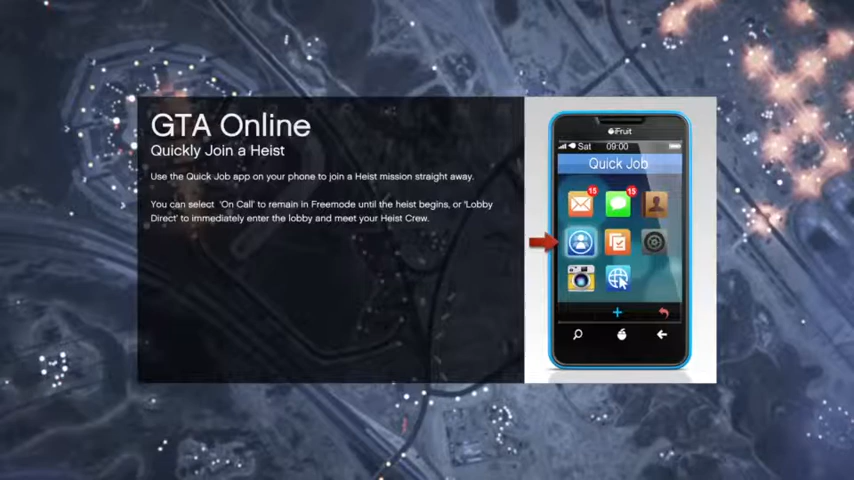 GTA Online
Quickly Join a Heist
Use the Quick Job app on your phone to join a Heist mission straight away.
You can select 'On Call' to remain in Freemode until the heist begins, or 'Lobby
Direct' to immediately enter the lobby and meet your Heist Crew.
iFruit
Sat 09:00
Quick Job
15 15